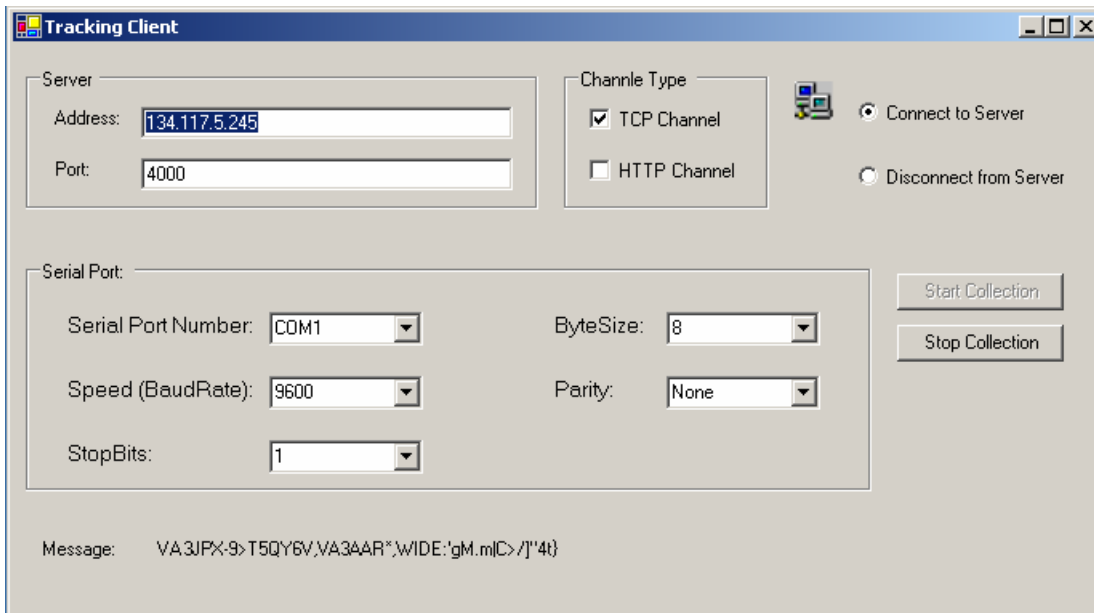 Tracking Client
Server
Address: 134.117.5.245
Port: 4000
Channle Type
TCP Channel
HTTP Channel
Connect to Server
Disconnect from Server
Serial Port:
Serial Port Number: COM1
ByteSize: 8
Speed (BaudRate): 9600
Parity: None
StopBits: 1
Start Collection
Stop Collection
Message: VA3JPX-9>T5QY6V,VA3AAR*,WIDE:'gM.m|C>/]"4t}